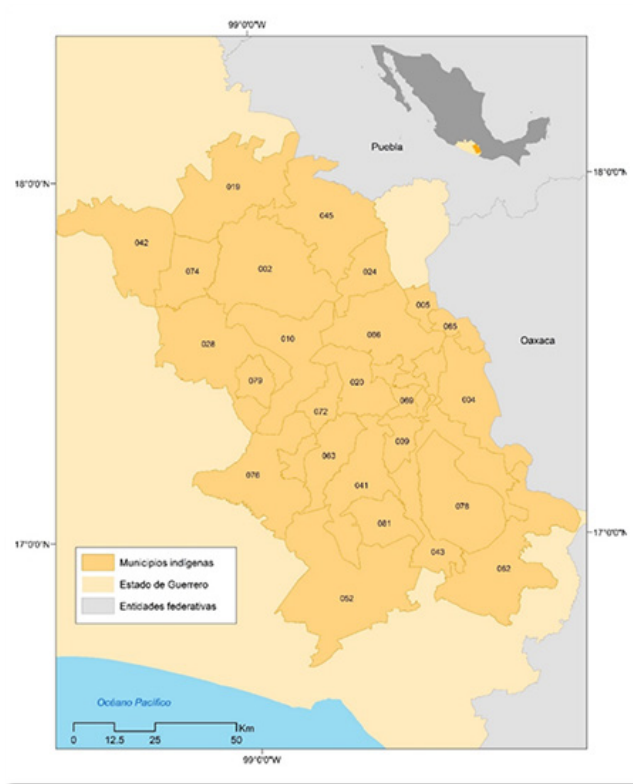 99°0'0"W
Puebla
18°0'0"N
18°0'0"N
019
045
042
074
002
024
005
065
028
010
066
Oaxaca
079
020
069
004
072
009
076
063
041
078
081
043
062
052
17°0'0"N
17°0'0"N
Municipios indígenas
Estado de Guerrero
Entidades federativas
Océano Pacífico
Km
0 12.5 25 50
99°0'0"W